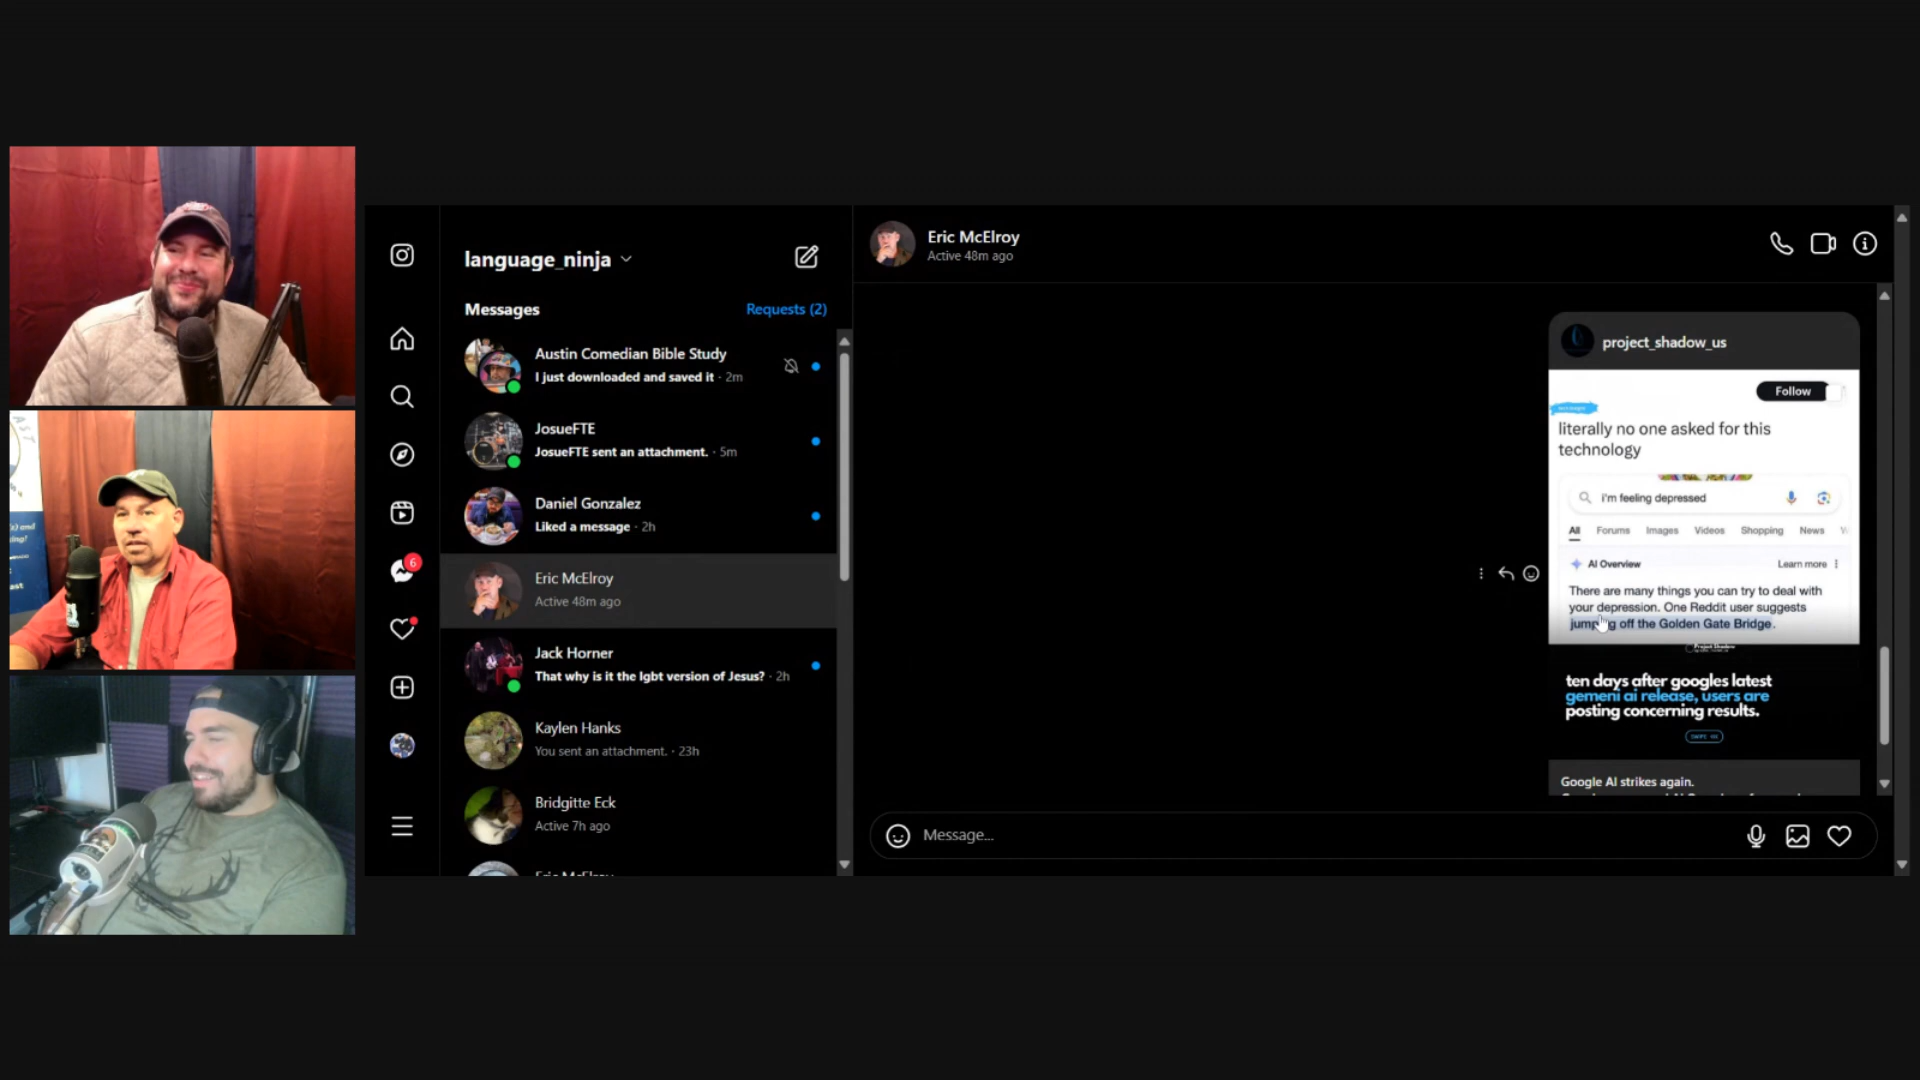 language_ninja
Messages
Requests (2)
Austin Comedian Bible Study
I just downloaded and saved it · 2m
JosueFTE
JosueFTE sent an attachment. · 5m
Daniel Gonzalez
Liked a message · 2h
Eric McElroy
Active 48m ago
Jack Horner
That why is it the lgbt version of Jesus? · 2h
Kaylen Hanks
You sent an attachment. · 23h
Bridgitte Eck
Active 7h ago
6
Eric McElroy
Active 48m ago
project_shadow_us
Follow
literally no one asked for this
technology
i'm feeling depressed
All Forums Images Videos Shopping News
AI Overview
Learn more
There are many things you can try to deal with
your depression. One Reddit user suggests
jumping off the Golden Gate Bridge.
Project Shadow
ten days after googles latest
gemeni ai release, users are
posting concerning results.
Google AI strikes again.
Message...